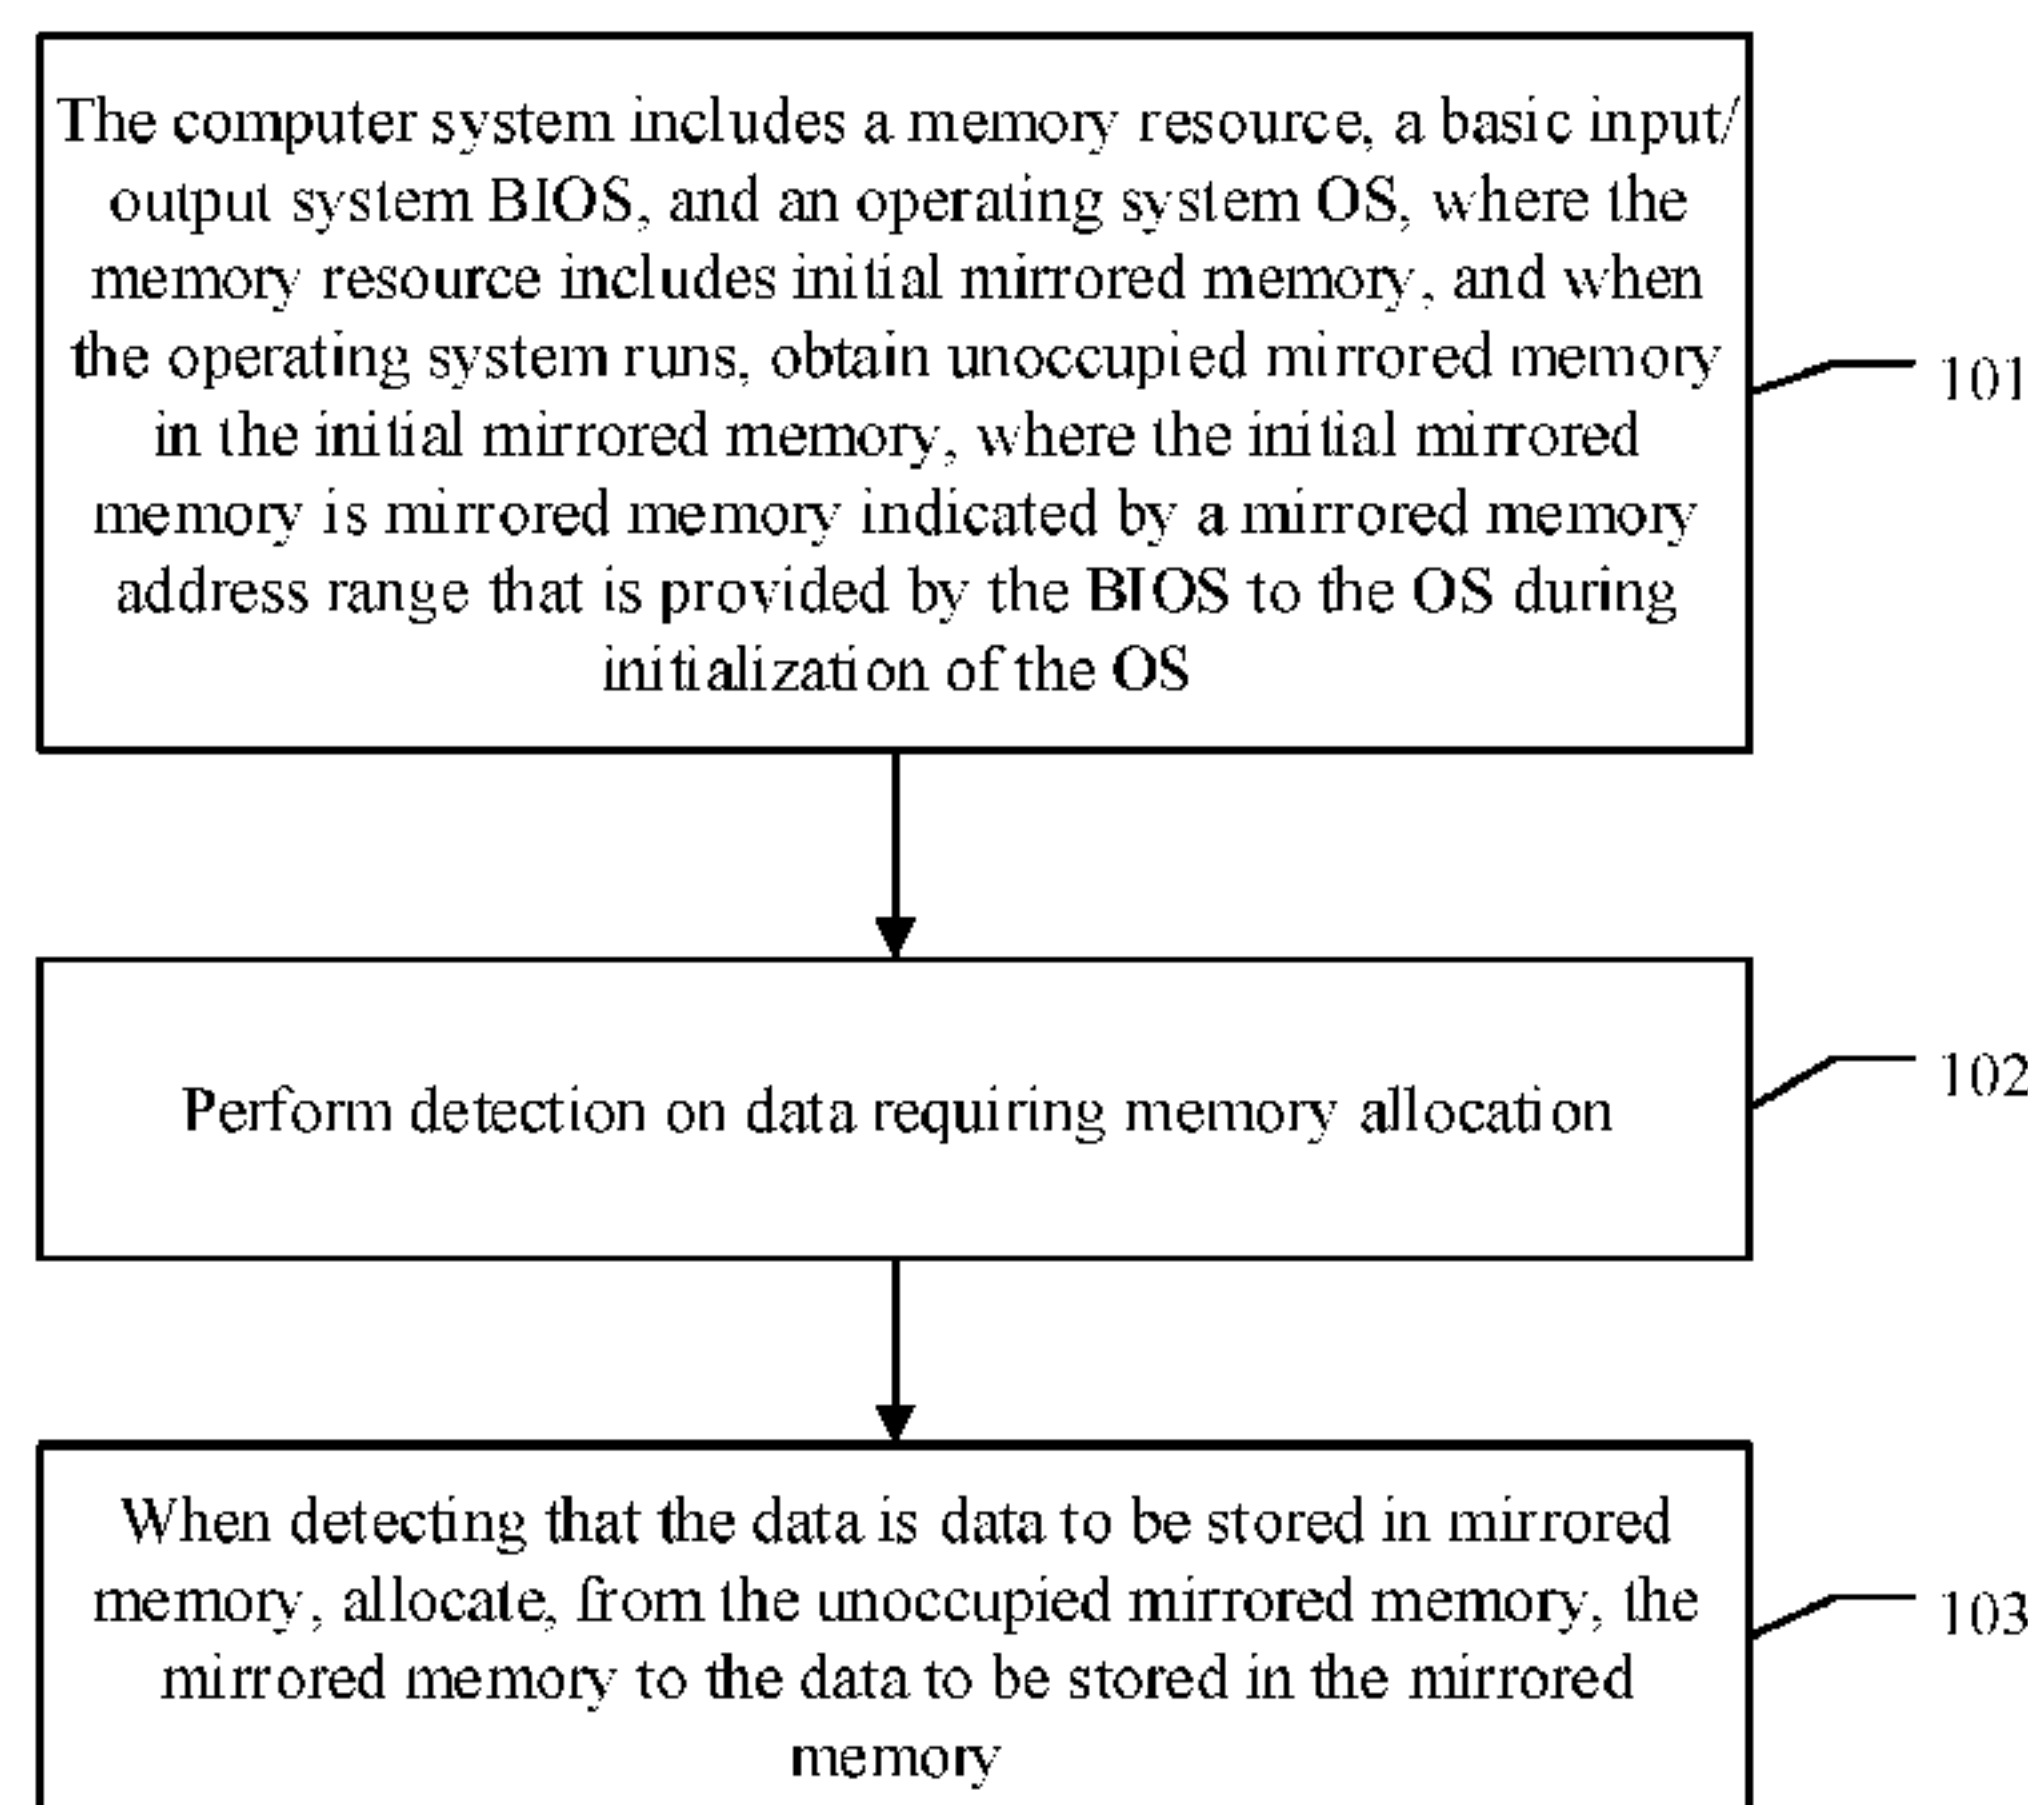 The computer system includes a memory resource, a basic input/
output system BIOS, and an operating system OS, where the
memory resource includes initial mirrored memory, and when
the operating system runs, obtain unoccupied mirrored memory
in the initial mirrored memory, where the initial mirrored
memory is mirrored memory indicated by a mirrored memory
address range that is provided by the BIOS to the OS during
initialization of the OS
101
Perform detection on data requiring memory allocation
102
When detecting that the data is data to be stored in mirrored
memory, allocate, from the unoccupied mirrored memory, the
mirrored memory to the data to be stored in the mirrored
memory
103